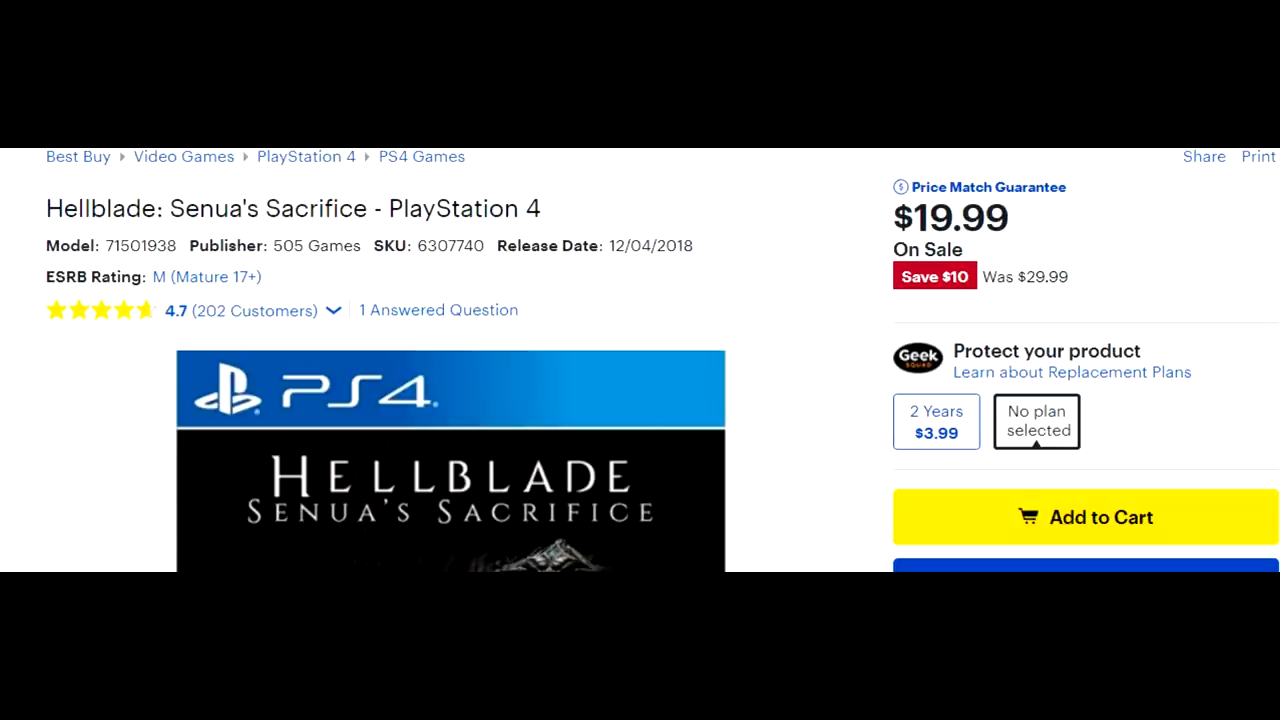 Best Buy Video Games PlayStation 4 PS4 Games
Share Print
Hellblade: Senua's Sacrifice - PlayStation 4
Model: 71501938 Publisher: 505 Games SKU: 6307740 Release Date: 12/04/2018
ESRB Rating: M (Mature 17+)
4.7 (202 Customers) 1 Answered Question
PS4
HELLBLADE
SENUA'S SACRIFICE
Price Match Guarantee
$19.99
On Sale
Save $10 Was $29.99
Geek
SQUAD
Protect your product
Learn about Replacement Plans
2 Years
$3.99
No plan
selected
Add to Cart